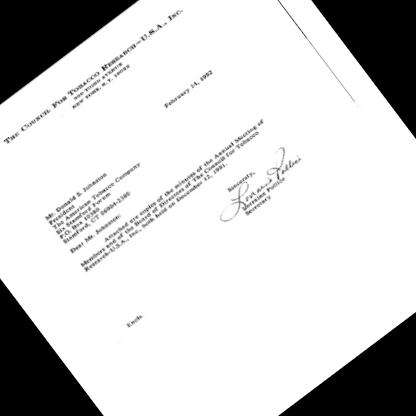 THE COUNCIL FOR TOBACCO RESEARCH-U.S.A., INC.
900 THIRD AVENUE
NEW YORK, N.Y. 10022
February 14, 1992
Mr. Donald S. Johnston
President
The American Tobacco Company
Six Stamford Forum
P.O. Box 10380
Stamford, CT 06904-2380
Dear Mr. Johnston:
Attached are copies of the minutes of the Annual Meeting of
Members and of the Board of Directors of The Council for Tobacco
Research-U.S.A., Inc., both held on December 12, 1991.
Sincerely,
Lorraine Pollice
Lorraine Pollice
Secretary
Encls.